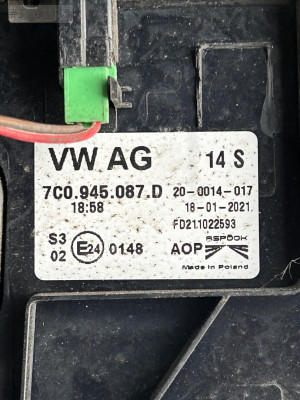 VW AG 14 S
7C0.945.087.D 20-0014-017
18:58 18-01-2021
FD211022593
S3 E24 0148 AOP ASPÖCK
02 Made in Poland